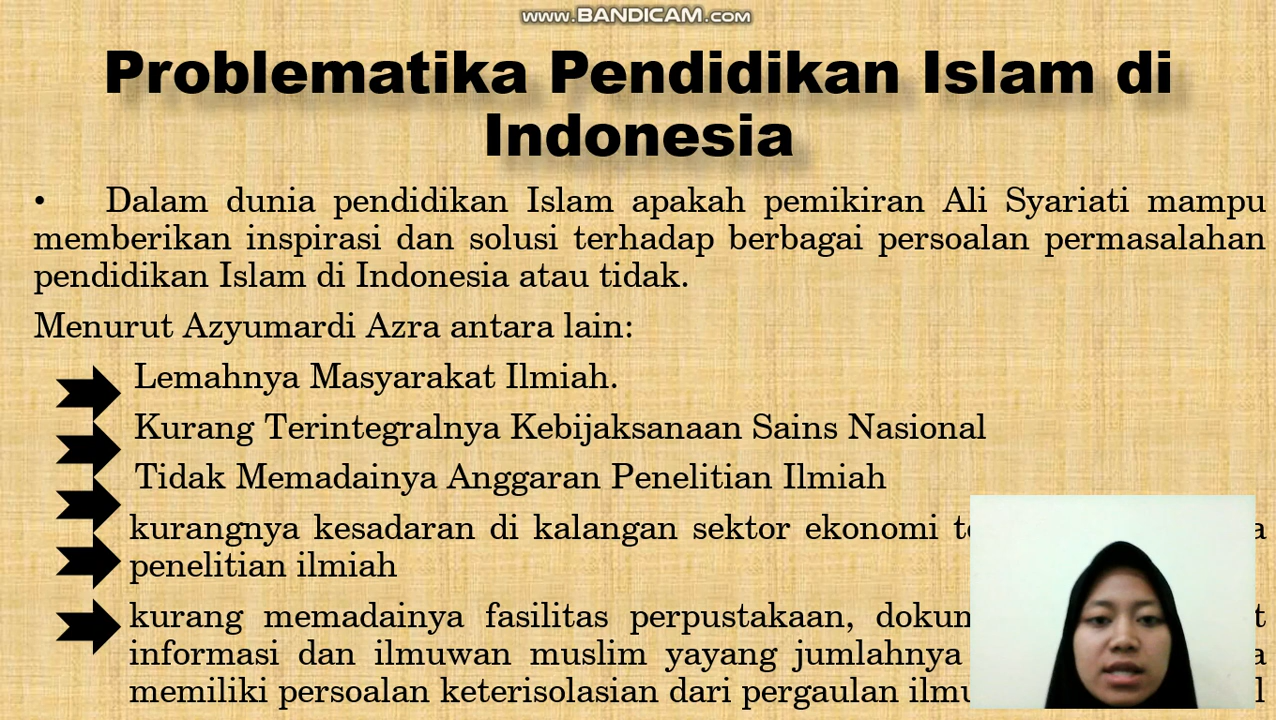 www.BANDICAM.com
Problematika Pendidikan Islam di
Indonesia
• Dalam dunia pendidikan Islam apakah pemikiran Ali Syariati mampu
memberikan inspirasi dan solusi terhadap berbagai persoalan permasalahan
pendidikan Islam di Indonesia atau tidak.
Menurut Azyumardi Azra antara lain:
Lemahnya Masyarakat Ilmiah.
Kurang Terintegralnya Kebijaksanaan Sains Nasional
Tidak Memadainya Anggaran Penelitian Ilmiah
kurangnya kesadaran di kalangan sektor ekonomi
penelitian ilmiah
kurang memadainya fasilitas perpustakaan,
informasi dan ilmuwan muslim yayang jumlahnya
memiliki persoalan keterisolasian dari pergaulan